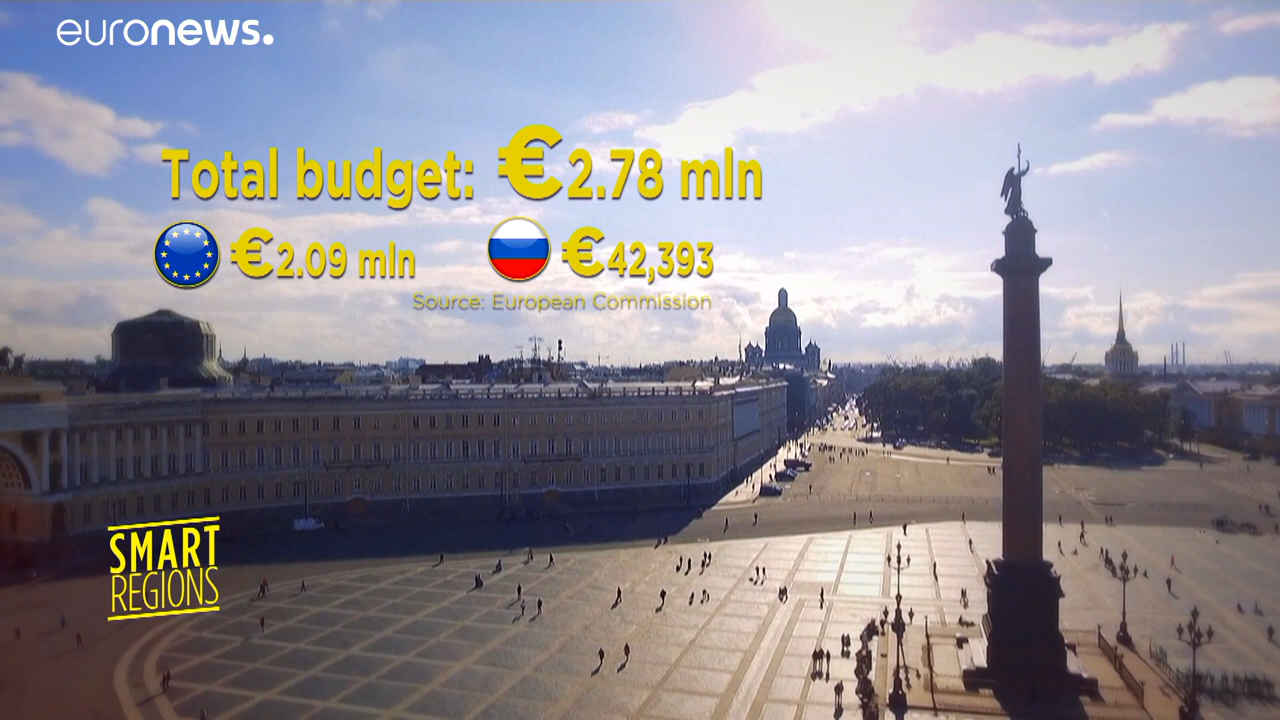 euronews.
Total budget: €2.78 mln
€2.09 mln €42,393
Source: European Commission
SMART
REGIONS